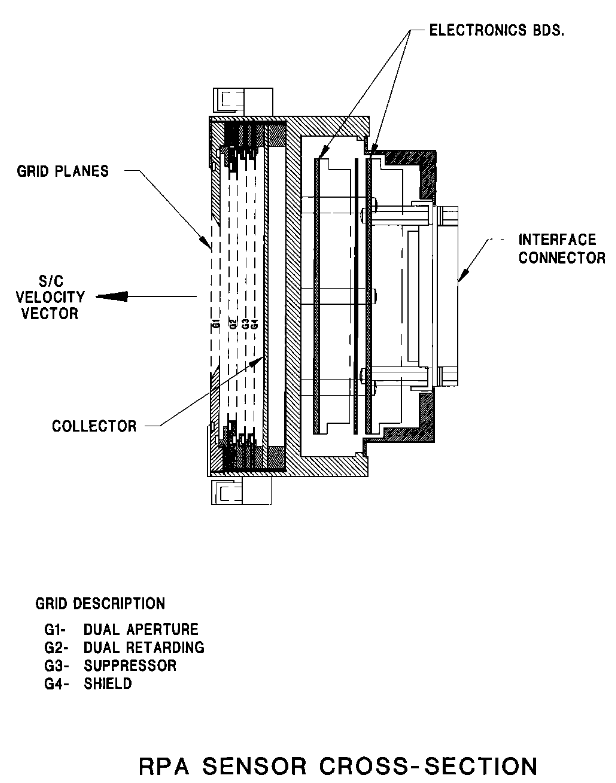 ELECTRONICS BDS.
GRID PLANES
INTERFACE
CONNECTOR
S/C
VELOCITY
VECTOR
G1 G2 G3 G4
COLLECTOR
GRID DESCRIPTION
G1- DUAL APERTURE
G2- DUAL RETARDING
G3- SUPPRESSOR
G4- SHIELD
RPA SENSOR CROSS-SECTION